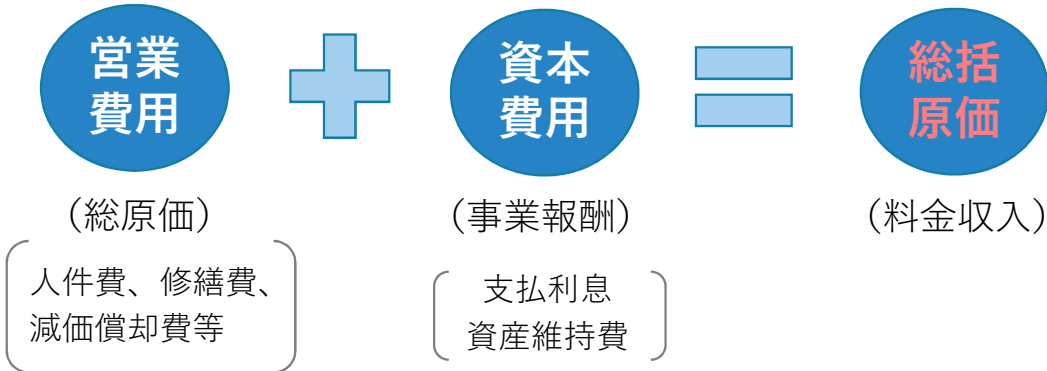 営業
費用
資本
費用
総括
原価
（総原価）
（事業報酬）
（料金収入）
人件費、修繕費、
減価償却費等
支払利息
資産維持費